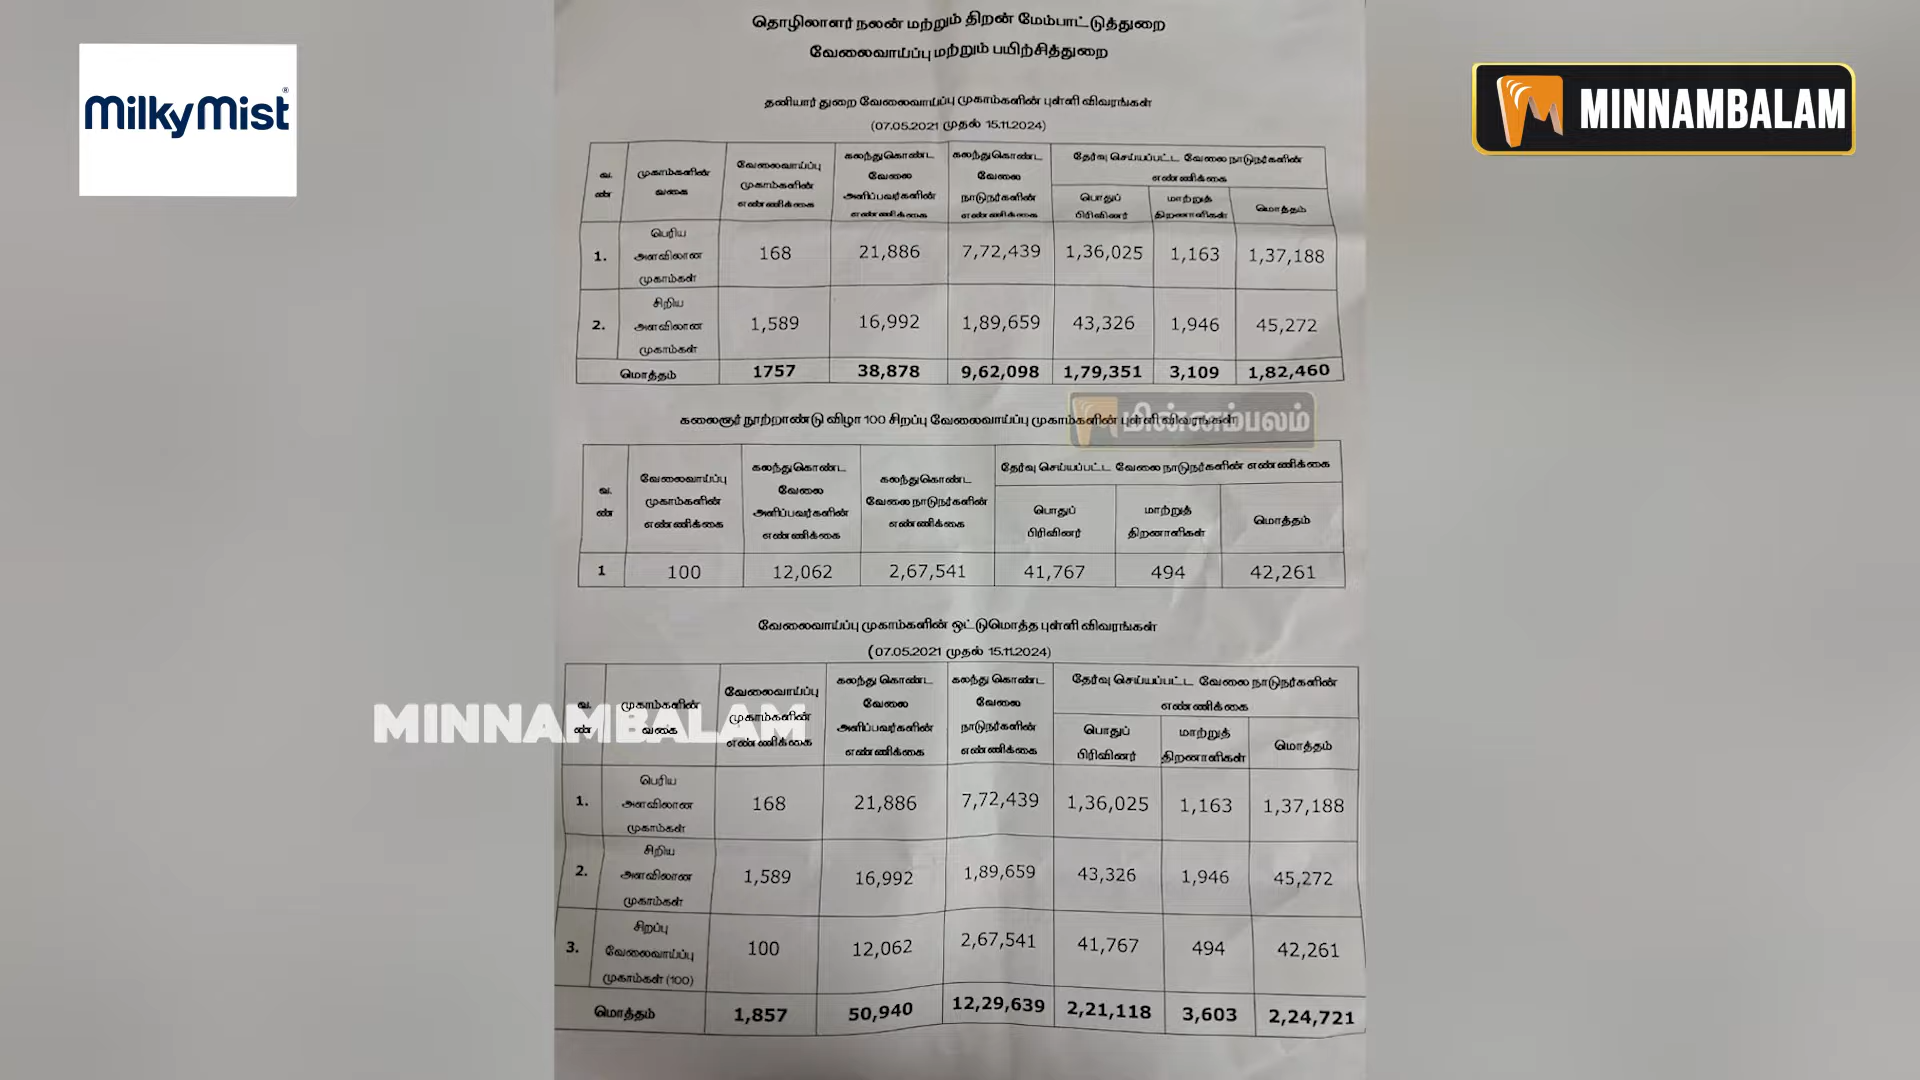 MilkyMist®
MINNAMBALAM
தொழிலாளர் நலன் மற்றும் திறன் மேம்பாட்டுத்துறை
வேலைவாய்ப்பு மற்றும் பயிற்சித்துறை
தனியார் துறை வேலைவாய்ப்பு முகாம்களின் புள்ளி விவரங்கள்
(07.05.2021 முதல் 15.11.2024)
வ. ண்
முகாம்களின் வகை
வேலைவாய்ப்பு முகாம்களின் எண்ணிக்கை
கலந்துகொண்ட வேலை அளிப்பவர்களின் எண்ணிக்கை
கலந்துகொண்ட வேலை நாடுநர்களின் எண்ணிக்கை
தேர்வு செய்யப்பட்ட வேலை நாடுநர்களின் எண்ணிக்கை
பொதுப் பிரிவினர்
மாற்றுத் திறனாளிகள்
மொத்தம்
1. பெரிய அளவிலான முகாம்கள் 168 21,886 7,72,439 1,36,025 1,163 1,37,188
2. சிறிய அளவிலான முகாம்கள் 1,589 16,992 1,89,659 43,326 1,946 45,272
மொத்தம் 1757 38,878 9,62,098 1,79,351 3,109 1,82,460
மின்னம்பலம்
கலைஞர் நூற்றாண்டு விழா 100 சிறப்பு வேலைவாய்ப்பு முகாம்களின் புள்ளி விவரங்கள்
வ. ண்
வேலைவாய்ப்பு முகாம்களின் எண்ணிக்கை
கலந்துகொண்ட வேலை அளிப்பவர்களின் எண்ணிக்கை
கலந்துகொண்ட வேலை நாடுநர்களின் எண்ணிக்கை
தேர்வு செய்யப்பட்ட வேலை நாடுநர்களின் எண்ணிக்கை
பொதுப் பிரிவினர்
மாற்றுத் திறனாளிகள்
மொத்தம்
1 100 12,062 2,67,541 41,767 494 42,261
வேலைவாய்ப்பு முகாம்களின் ஒட்டுமொத்த புள்ளி விவரங்கள்
(07.05.2021 முதல் 15.11.2024)
வ. ண்
முகாம்களின் வகை
வேலைவாய்ப்பு முகாம்களின் எண்ணிக்கை
கலந்து கொண்ட வேலை அளிப்பவர்களின் எண்ணிக்கை
கலந்து கொண்ட வேலை நாடுநர்களின் எண்ணிக்கை
தேர்வு செய்யப்பட்ட வேலை நாடுநர்களின் எண்ணிக்கை
பொதுப் பிரிவினர்
மாற்றுத் திறனாளிகள்
மொத்தம்
MINNAMBALAM
1. பெரிய அளவிலான முகாம்கள் 168 21,886 7,72,439 1,36,025 1,163 1,37,188
2. சிறிய அளவிலான முகாம்கள் 1,589 16,992 1,89,659 43,326 1,946 45,272
3. சிறப்பு வேலைவாய்ப்பு முகாம்கள் (100) 100 12,062 2,67,541 41,767 494 42,261
மொத்தம் 1,857 50,940 12,29,639 2,21,118 3,603 2,24,721